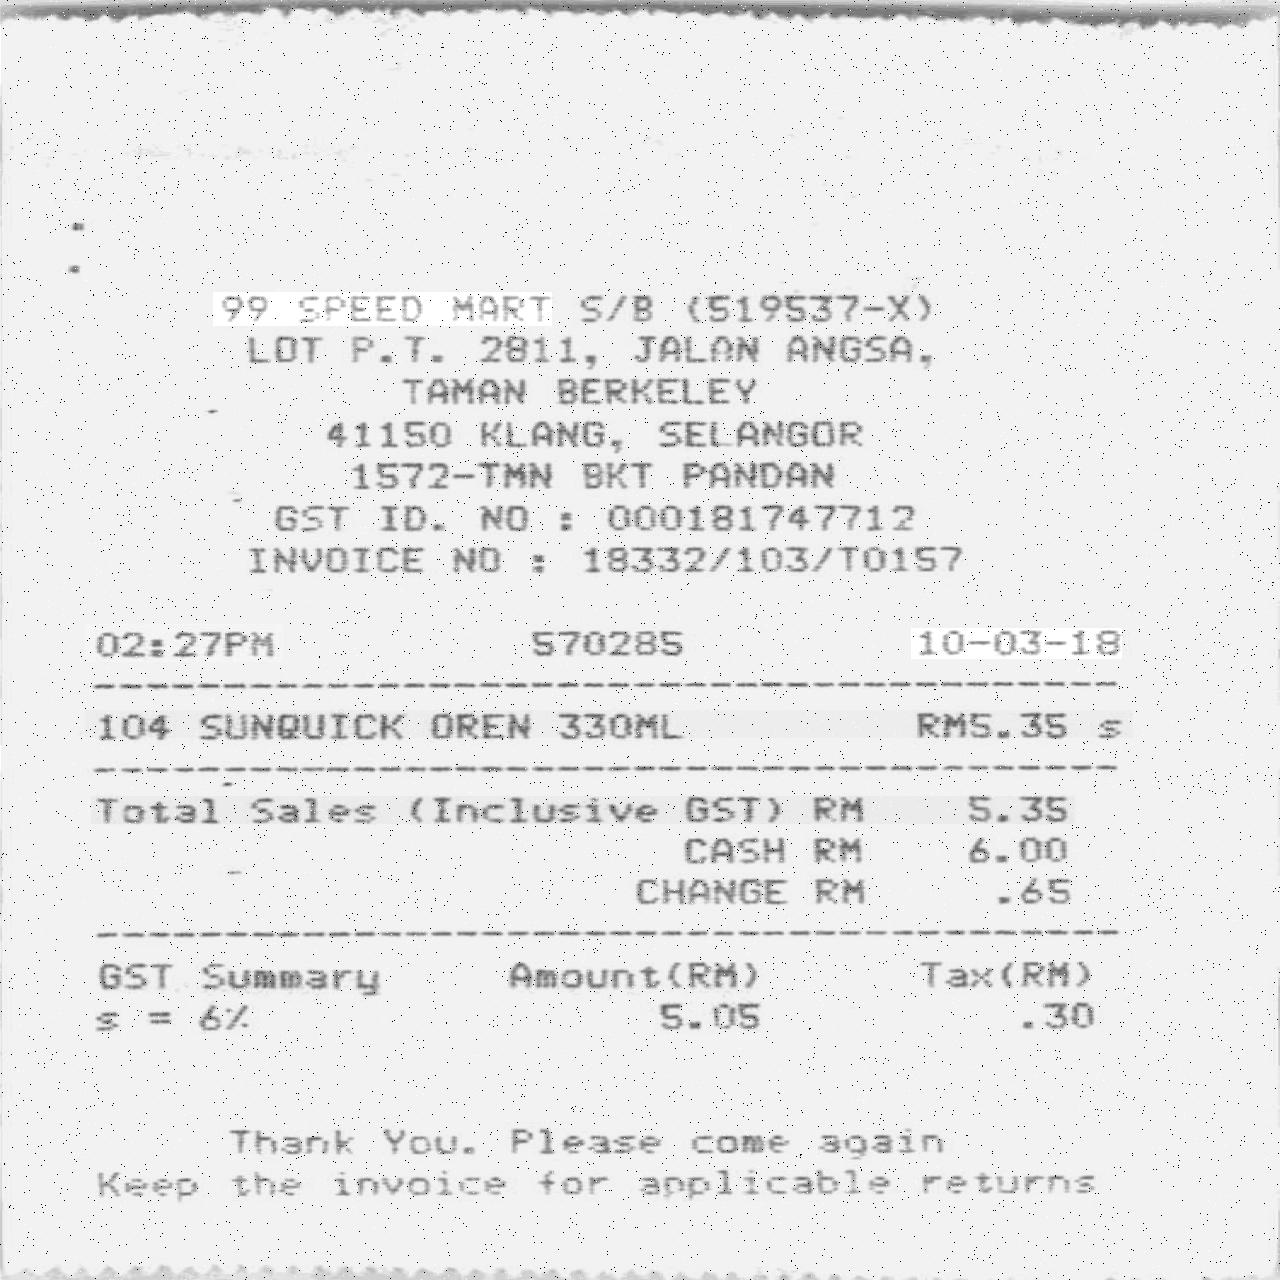 99 SPEED MART S/B (519537-X)
LOT P.T. 2811, JALAN ANGSA,
TAMAN BERKELEY
41150 KLANG, SELANGOR
1572-TMN BKT PANDAN
GST ID. NO : 000181747712
INVOICE NO : 18332/103/T0157
02:27PM 570285 10-03-18
104 SUNQUICK OREN 330ML RM5.35 s
Total Sales (Inclusive GST) RM 5.35
CASH RM 6.00
CHANGE RM .65
GST Summary Amount(RM) Tax(RM)
s = 6% 5.05 .30
Thank You. Please come again
Keep the invoice for applicable returns